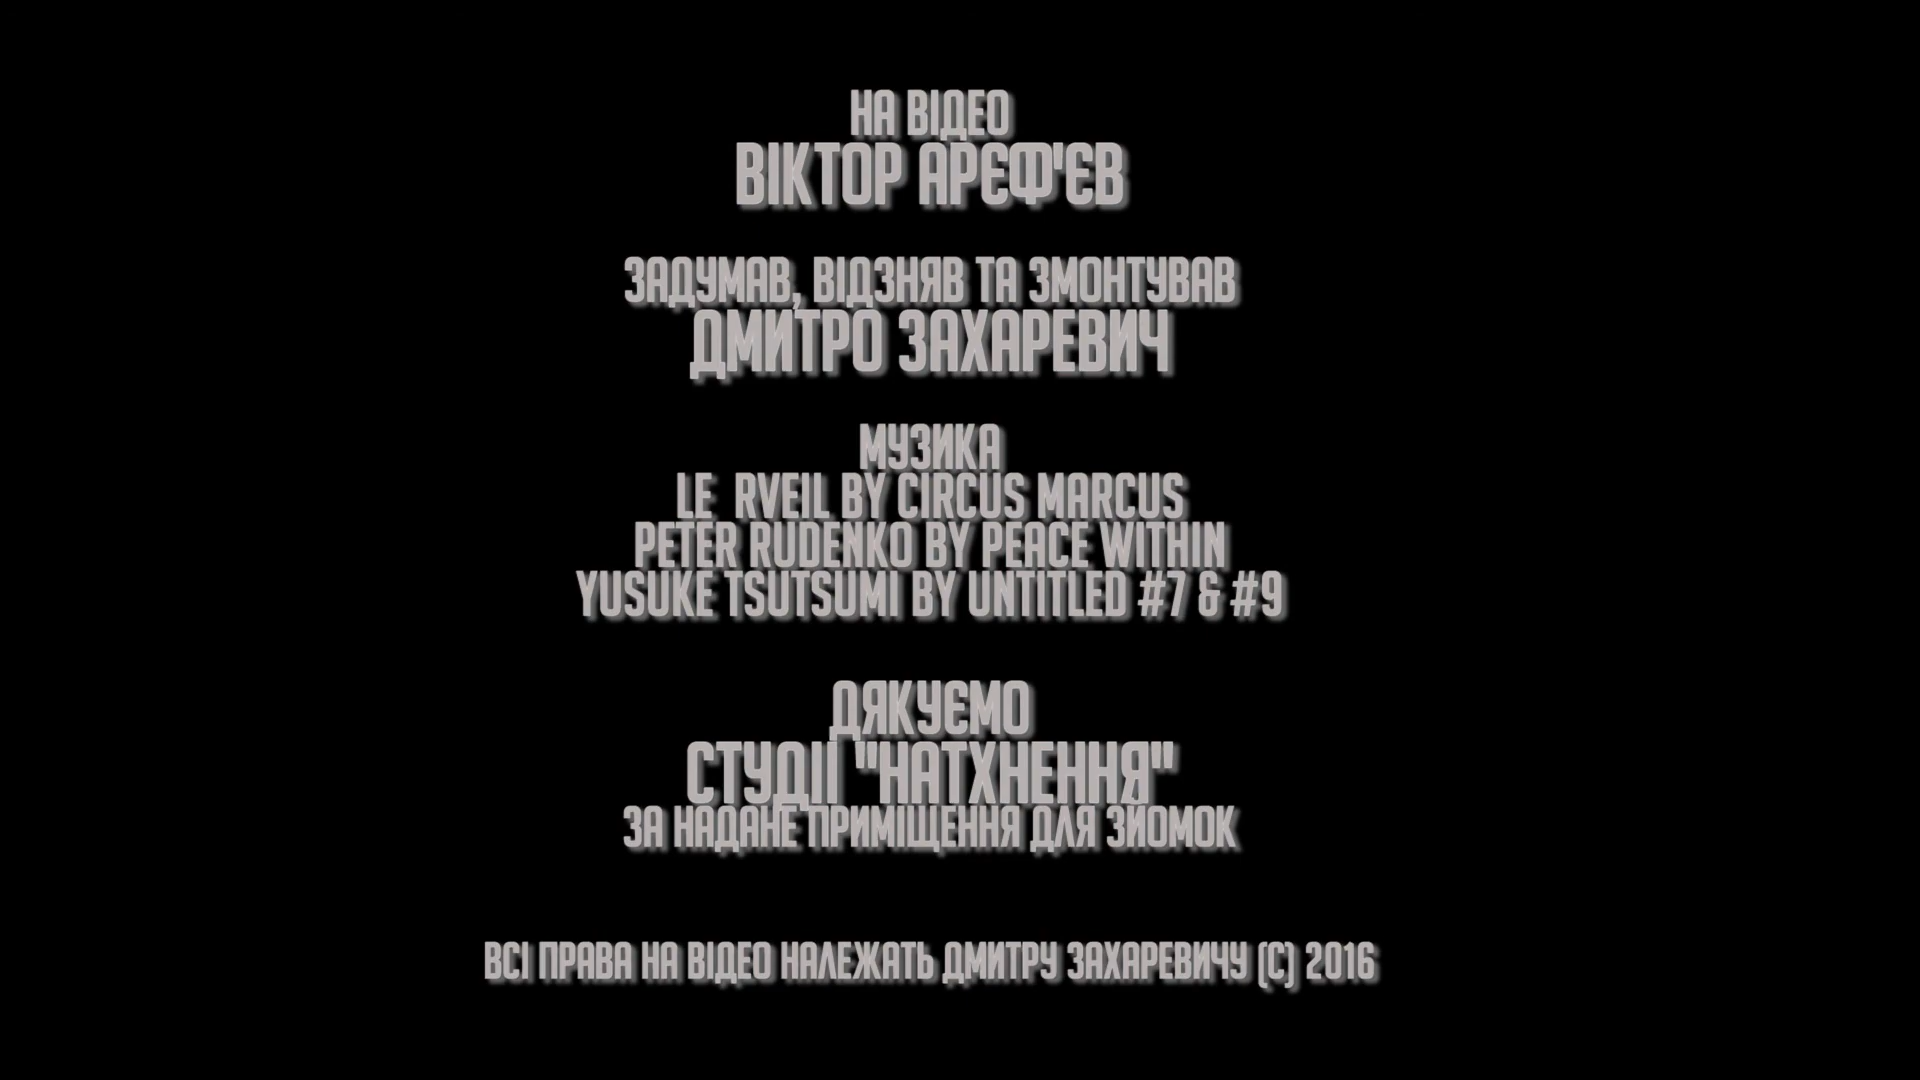 НА ВІДЕО
ВІКТОР АРЄФ'ЄВ
ЗАДУМАВ, ВІДЗНЯВ ТА ЗМОНТУВАВ
ДМИТРО ЗАХАРЕВИЧ
МУЗИКА
LE RVEIL BY CIRCUS MARCUS
PETER RUDENKO BY PEACE WITHIN
YUSUKE TSUTSUMI BY UNTITLED #7 & #9
ДЯКУЄМО
СТУДІЇ "НАТХНЕННЯ"
ЗА НАДАНЕ ПРИМІЩЕННЯ ДЛЯ ЗЙОМОК
ВСІ ПРАВА НА ВІДЕО НАЛЕЖАТЬ ДМИТРУ ЗАХАРЕВИЧУ (C) 2016